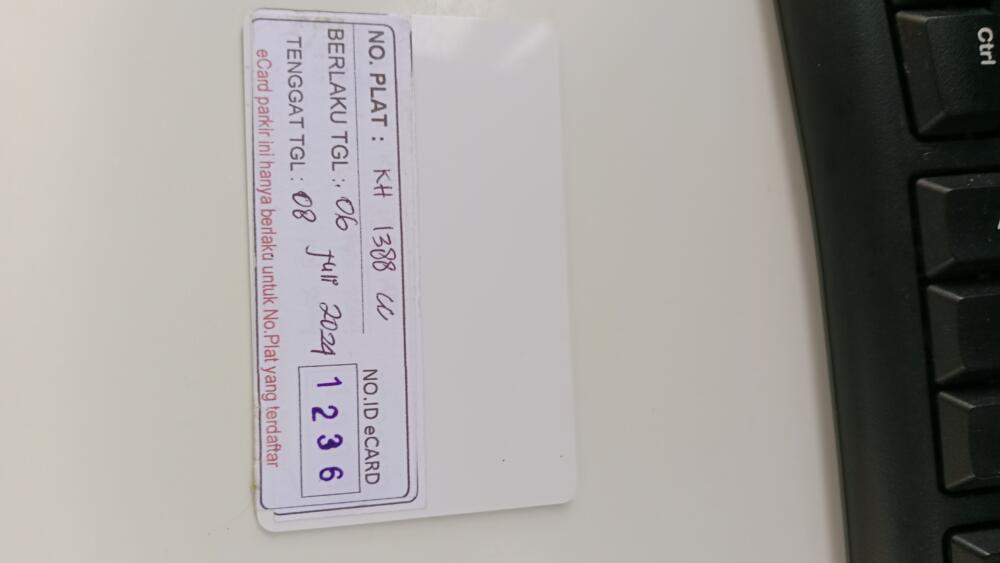 NO. PLAT : KH 1388 CC
BERLAKU TGL : 06
TENGGAT TGL : 08 Juli 2024
NO.ID eCARD
1236
eCard parkir ini hanya berlaku untuk No.Plat yang terdaftar
Ctrl